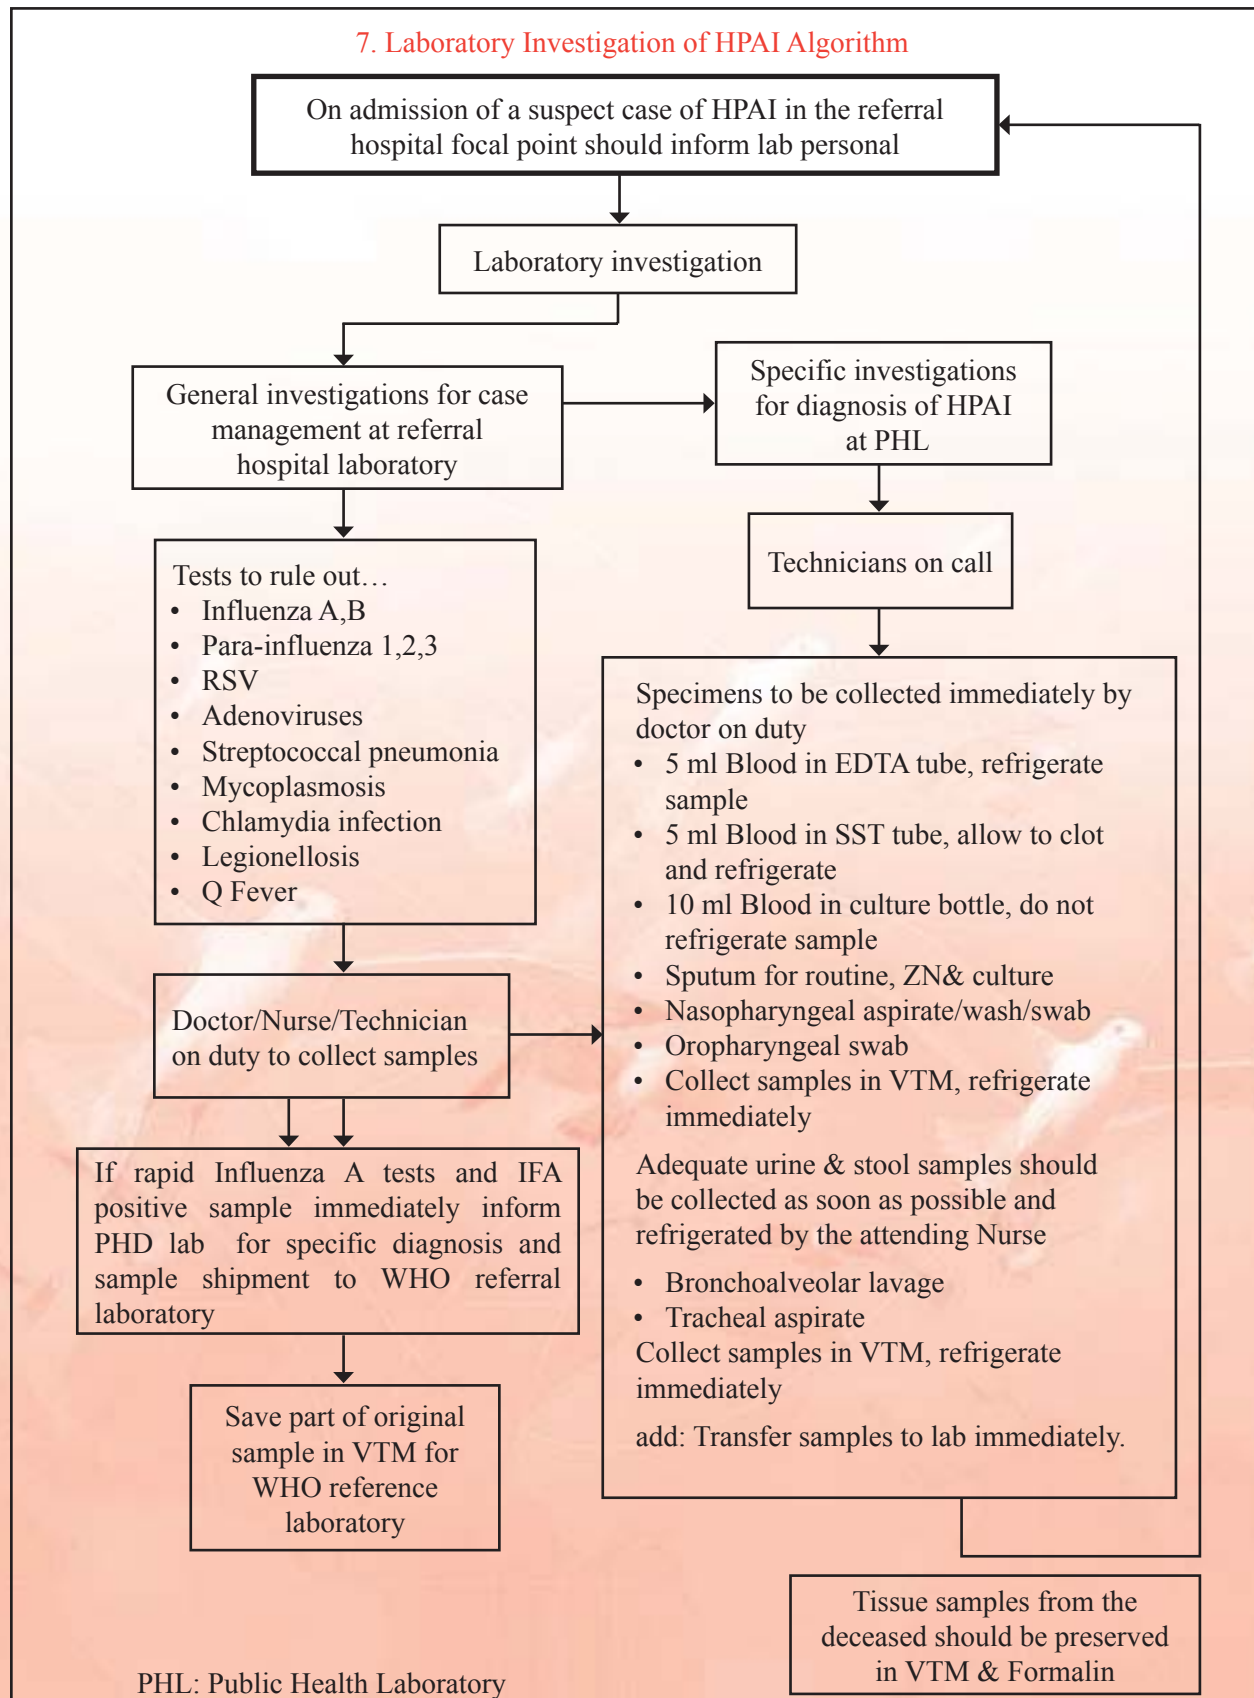 7. Laboratory Investigation of HPAI Algorithm
On admission of a suspect case of HPAI in the referral
hospital focal point should inform lab personal
Laboratory investigation
General investigations for case
management at referral
hospital laboratory
Specific investigations
for diagnosis of HPAI
at PHL
Technicians on call
Tests to rule out…
• Influenza A,B
• Para-influenza 1,2,3
• RSV
• Adenoviruses
• Streptococcal pneumonia
• Mycoplasmosis
• Chlamydia infection
• Legionellosis
• Q Fever
Doctor/Nurse/Technician
on duty to collect samples
If rapid Influenza A tests and IFA
positive sample immediately inform
PHD lab for specific diagnosis and
sample shipment to WHO referral
laboratory
Save part of original
sample in VTM for
WHO reference
laboratory
Specimens to be collected immediately by
doctor on duty
• 5 ml Blood in EDTA tube, refrigerate
sample
• 5 ml Blood in SST tube, allow to clot
and refrigerate
• 10 ml Blood in culture bottle, do not
refrigerate sample
• Sputum for routine, ZN& culture
• Nasopharyngeal aspirate/wash/swab
• Oropharyngeal swab
• Collect samples in VTM, refrigerate
immediately
Adequate urine & stool samples should
be collected as soon as possible and
refrigerated by the attending Nurse
• Bronchoalveolar lavage
• Tracheal aspirate
Collect samples in VTM, refrigerate
immediately
add: Transfer samples to lab immediately.
Tissue samples from the
deceased should be preserved
in VTM & Formalin
PHL: Public Health Laboratory